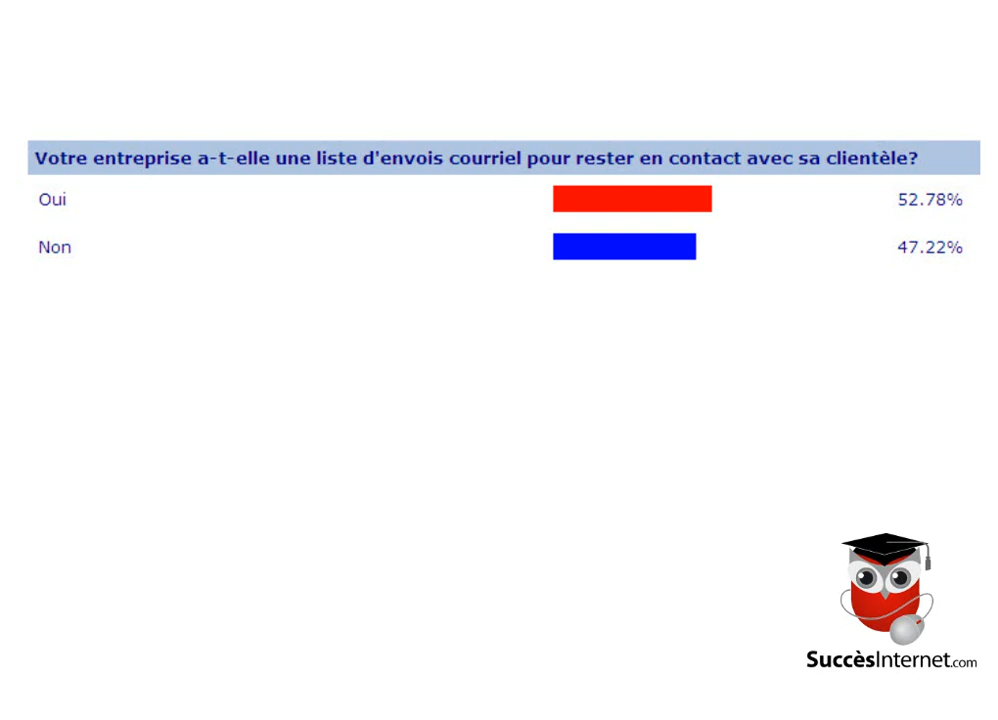 Votre entreprise a-t-elle une liste d'envois courriel pour rester en contact avec sa clientèle?
Oui 52.78%
Non 47.22%
SuccèsInternet.com